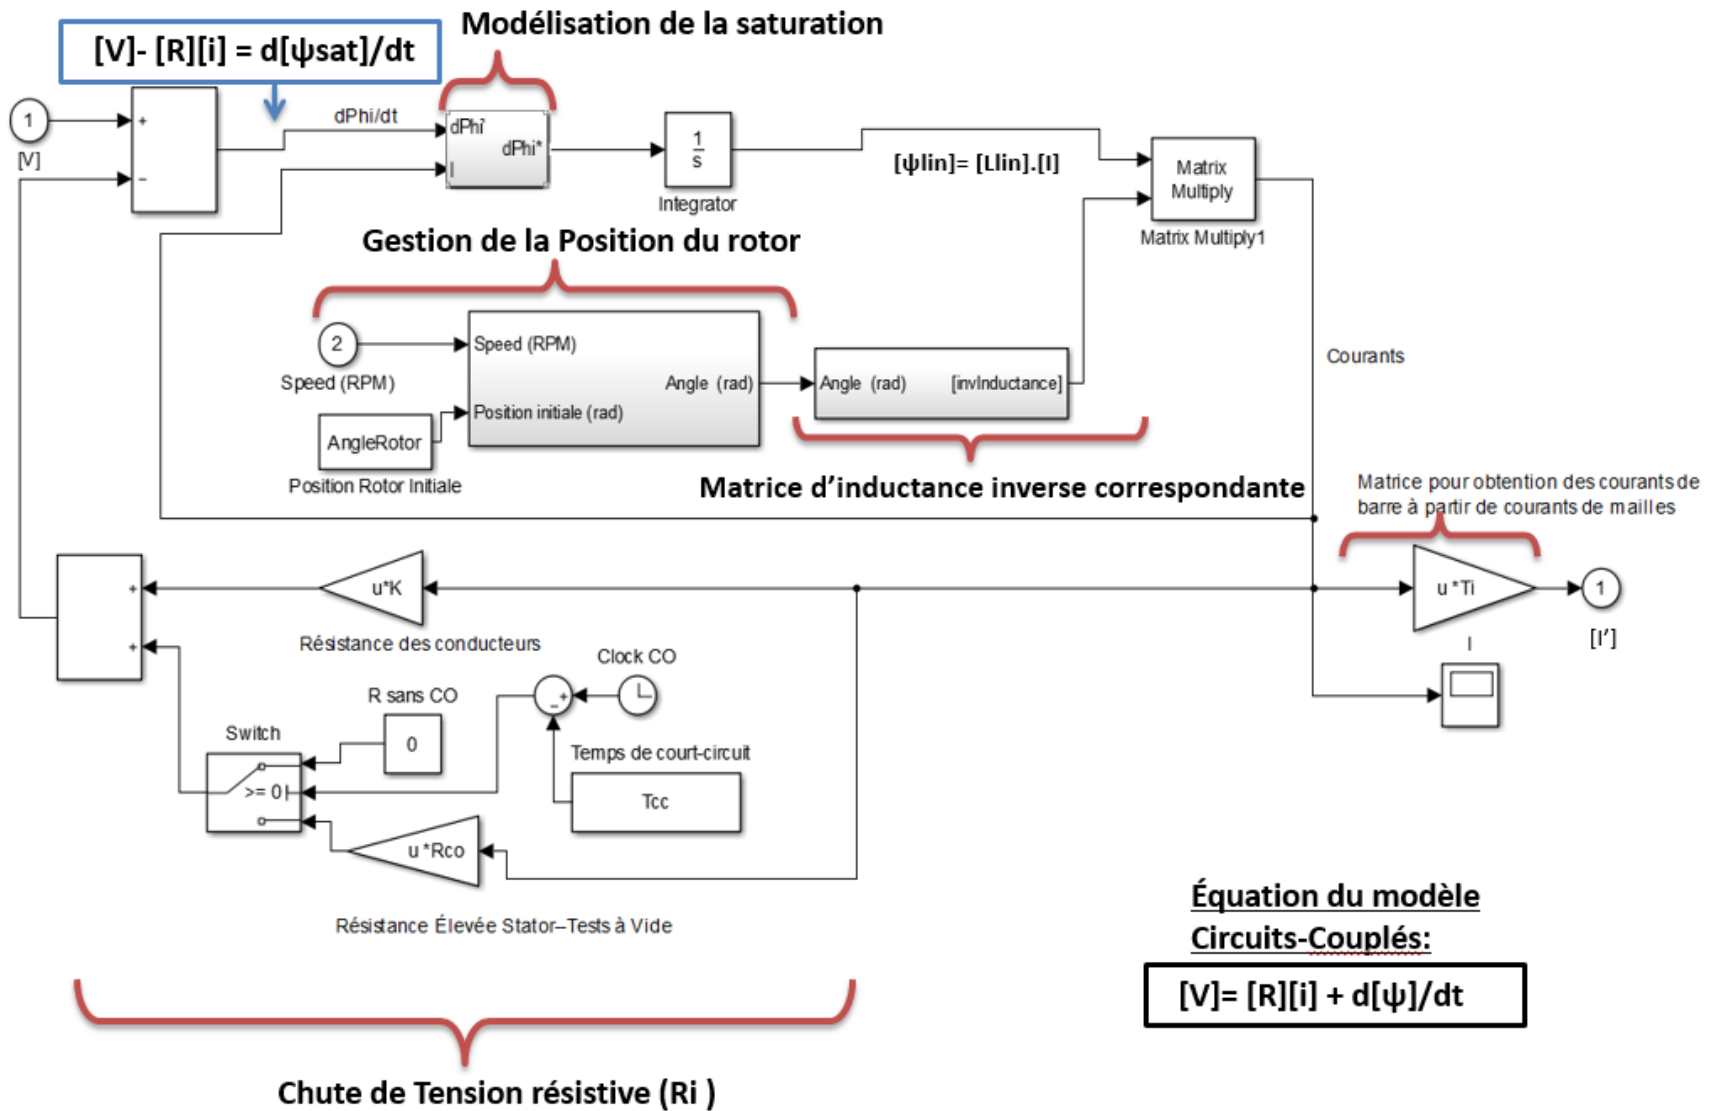 Modélisation de la saturation
[V]- [R][i] = d[ψsat]/dt
1
[V]
+
−
dPhi/dt
dPhi'
I
dPhi*
1
s
Integrator
[ψlin]= [Llin].[I]
Matrix
Multiply
Matrix Multiply1
Gestion de la Position du rotor
2
Speed (RPM)
Speed (RPM)
Position initiale (rad)
Angle (rad)
AngleRotor
Position Rotor Initiale
Angle (rad)
[invInductance]
Courants
Matrice d’inductance inverse correspondante
Matrice pour obtention des courants de
barre à partir de courants de mailles
u*Ti
1
[I’]
I
+
+
u*K
Résistance des conducteurs
Clock CO
+
−
R sans CO
0
Switch
>= 0
Temps de court-circuit
Tcc
u*Rco
Résistance Élevée Stator–Tests à Vide
Équation du modèle
Circuits-Couplés:
[V]= [R][i] + d[ψ]/dt
Chute de Tension résistive (Ri )